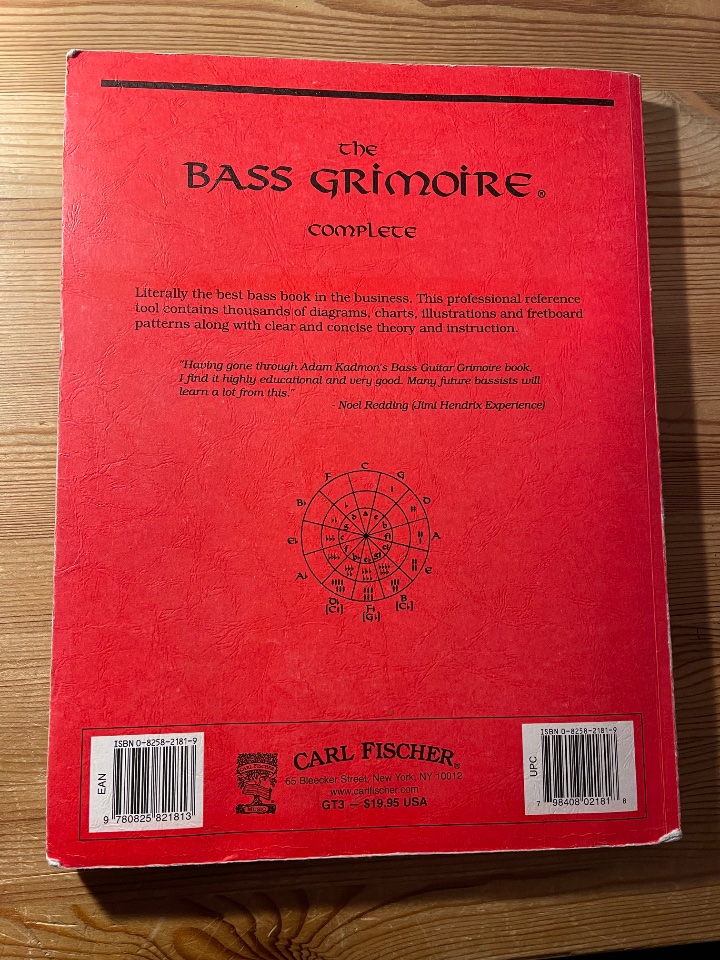 the
BASS GRIMOIRE®
COMPLETE
Literally the best bass book in the business. This professional reference
tool contains thousands of diagrams, charts, illustrations and fretboard
patterns along with clear and concise theory and instruction.
"Having gone through Adam Kadmon's Bass Guitar Grimoire book,
I find it highly educational and very good. Many future bassists will
learn a lot from this."
- Noel Redding (Jimi Hendrix Experience)
C
F G
B♭ D
E♭ A
A♭ E
D♭ B
[C♯] F♯ [C♭]
[G♭]
ISBN 0-8258-2181-9
EAN
9 780825 821813
CARL FISCHER
MUSIC
CARL FISCHER®
65 Bleecker Street, New York, NY 10012
www.carlfischer.com
GT3 — $19.95 USA
ISBN 0-8258-2181-9
UPC
7 98408 02181 8